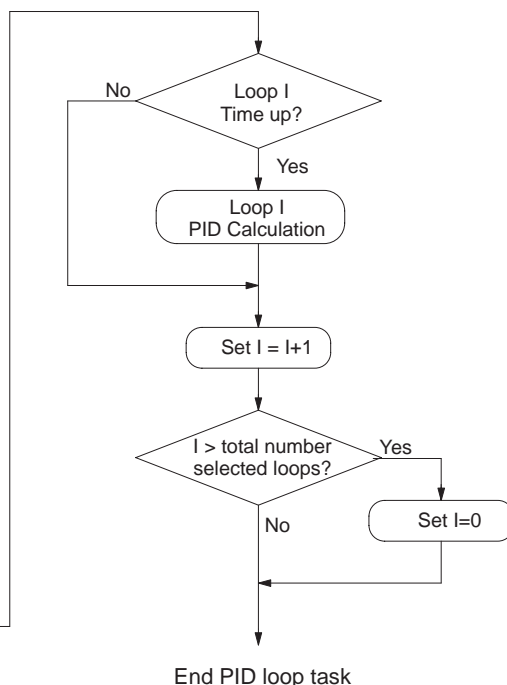 Loop I
Time up?
No
Yes
Loop I
PID Calculation
Set I = I+1
I > total number
selected loops?
Yes
No
Set I=0
End PID loop task